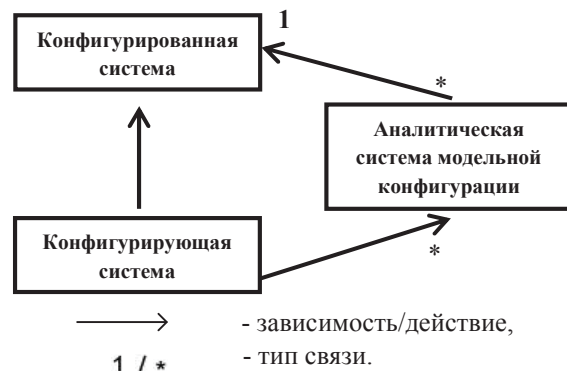 Конфигурированная
система
1
*
Аналитическая
система модельной
конфигурации
Конфигурирующая
система
*
- зависимость/действие,
1 / *
- тип связи.